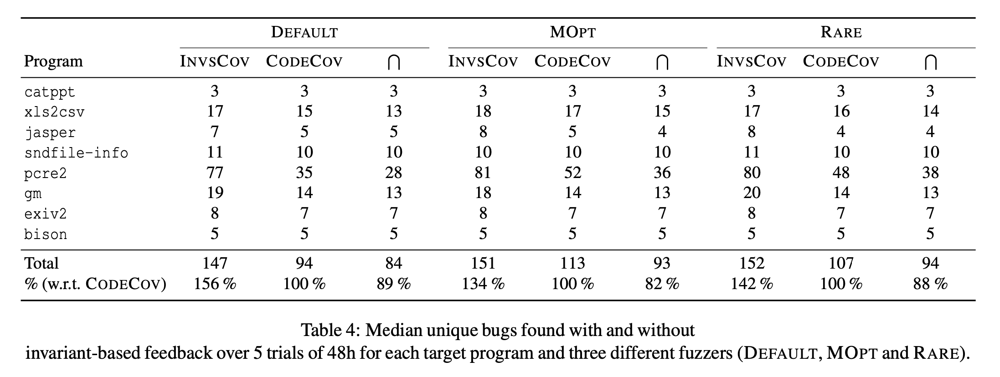 DEFAULT MOPT RARE
Program INVSCOV CODECOV ⋂ INVSCOV CODECOV ⋂ INVSCOV CODECOV ⋂
catppt 3 3 3 3 3 3 3 3 3
xls2csv 17 15 13 18 17 15 17 16 14
jasper 7 5 5 8 5 4 8 4 4
sndfile-info 11 10 10 10 10 10 11 10 10
pcre2 77 35 28 81 52 36 80 48 38
gm 19 14 13 18 14 13 20 14 13
exiv2 8 7 7 8 7 7 8 7 7
bison 5 5 5 5 5 5 5 5 5
Total 147 94 84 151 113 93 152 107 94
% (w.r.t. CODECOV) 156 % 100 % 89 % 134 % 100 % 82 % 142 % 100 % 88 %
Table 4: Median unique bugs found with and without
invariant-based feedback over 5 trials of 48h for each target program and three different fuzzers (DEFAULT, MOPT and RARE).